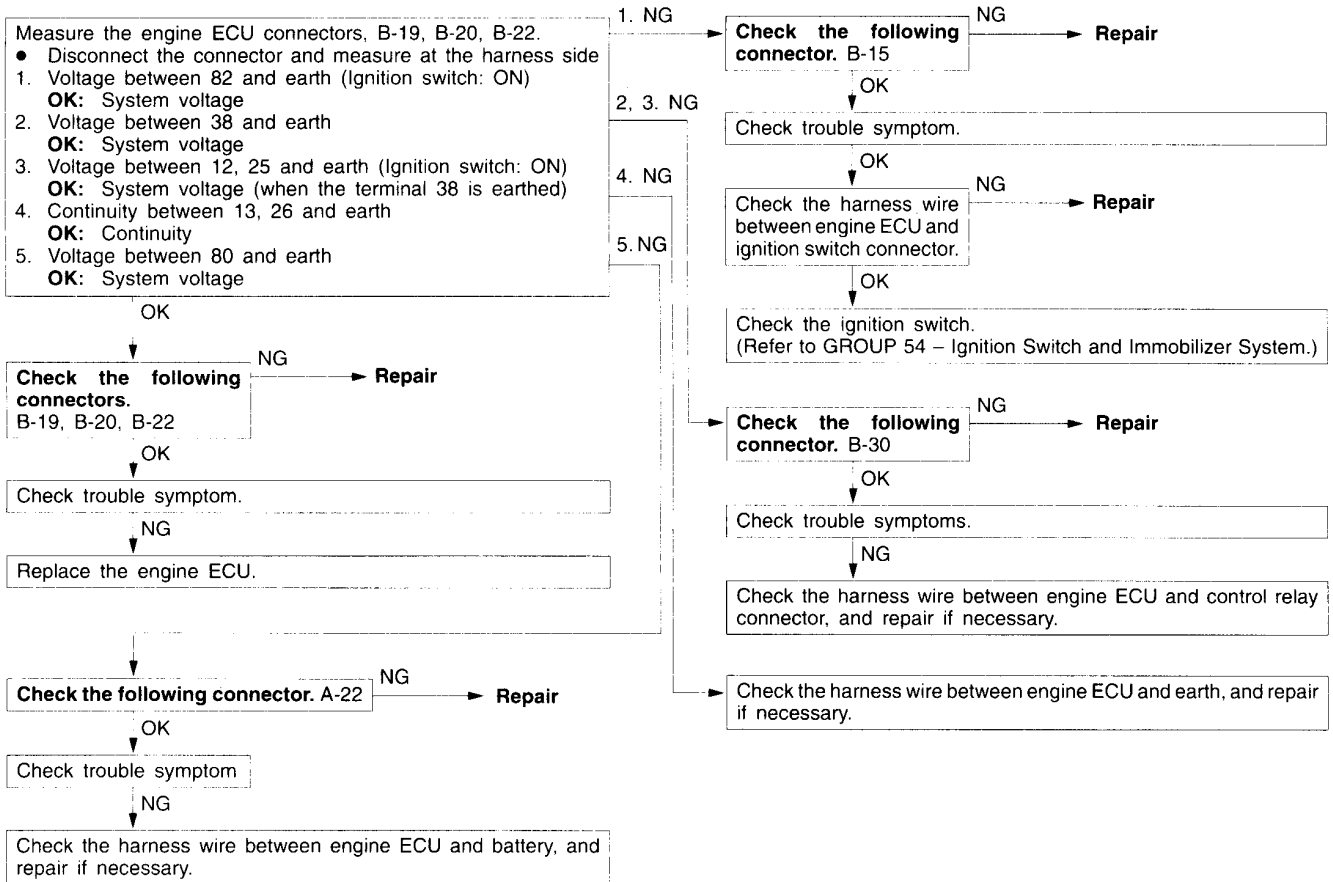 Measure the engine ECU connectors, B-19, B-20, B-22.
● Disconnect the connector and measure at the harness side
1. Voltage between 82 and earth (Ignition switch: ON)
OK: System voltage
2. Voltage between 38 and earth
OK: System voltage
3. Voltage between 12, 25 and earth (Ignition switch: ON)
OK: System voltage (when the terminal 38 is earthed)
4. Continuity between 13, 26 and earth
OK: Continuity
5. Voltage between 80 and earth
OK: System voltage
OK
Check the following
connectors.
B-19, B-20, B-22
NG
Repair
OK
Check trouble symptom.
NG
Replace the engine ECU.
1. NG
Check the following
connector. B-15
NG
Repair
OK
Check trouble symptom.
OK
Check the harness wire
between engine ECU and
ignition switch connector.
NG
Repair
OK
Check the ignition switch.
(Refer to GROUP 54 – Ignition Switch and Immobilizer System.)
2, 3. NG
Check the following
connector. B-30
NG
Repair
OK
Check trouble symptoms.
NG
Check the harness wire between engine ECU and control relay
connector, and repair if necessary.
4. NG
Check the harness wire between engine ECU and earth, and repair
if necessary.
5. NG
Check the following connector. A-22
NG
Repair
OK
Check trouble symptom
NG
Check the harness wire between engine ECU and battery, and
repair if necessary.